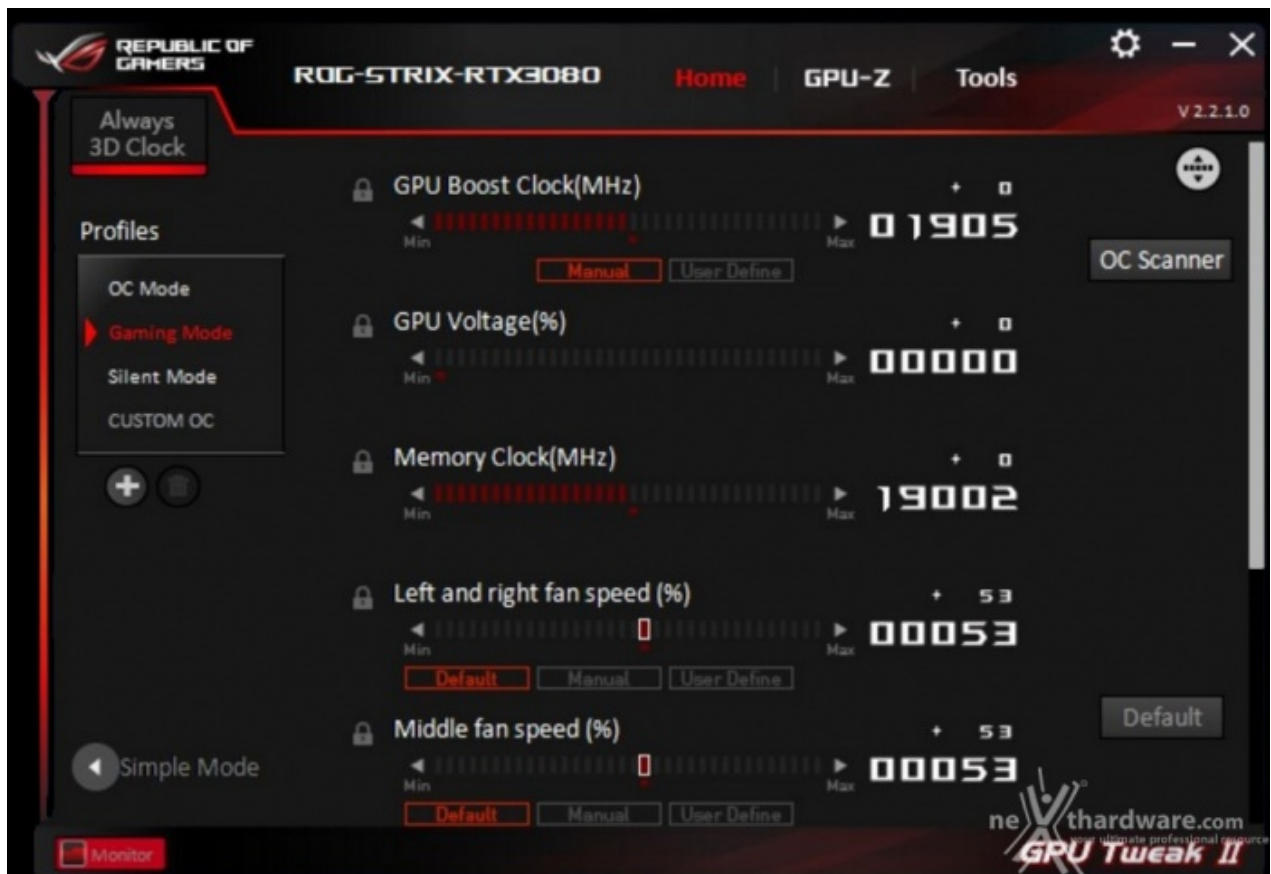 REPUBLIC OF
GAMERS
ROG-STRIX-RTX3080
Home
GPU-Z
Tools
V 2.2.1.0
Always
3D Clock
Profiles
OC Mode
Gaming Mode
Silent Mode
CUSTOM OC
GPU Boost Clock(MHz)
+ 0
Min
Max
01905
Manual
User Define
OC Scanner
GPU Voltage(%)
+ 0
Min
Max
00000
Memory Clock(MHz)
+ 0
Min
Max
19002
Left and right fan speed (%)
+ 53
Min
Max
00053
Default
Manual
User Define
Middle fan speed (%)
+ 53
Min
Max
00053
Default
Manual
User Define
Default
Simple Mode
Monitor
nexthardware.com
your ultimate professional resource
GPU Tweak II